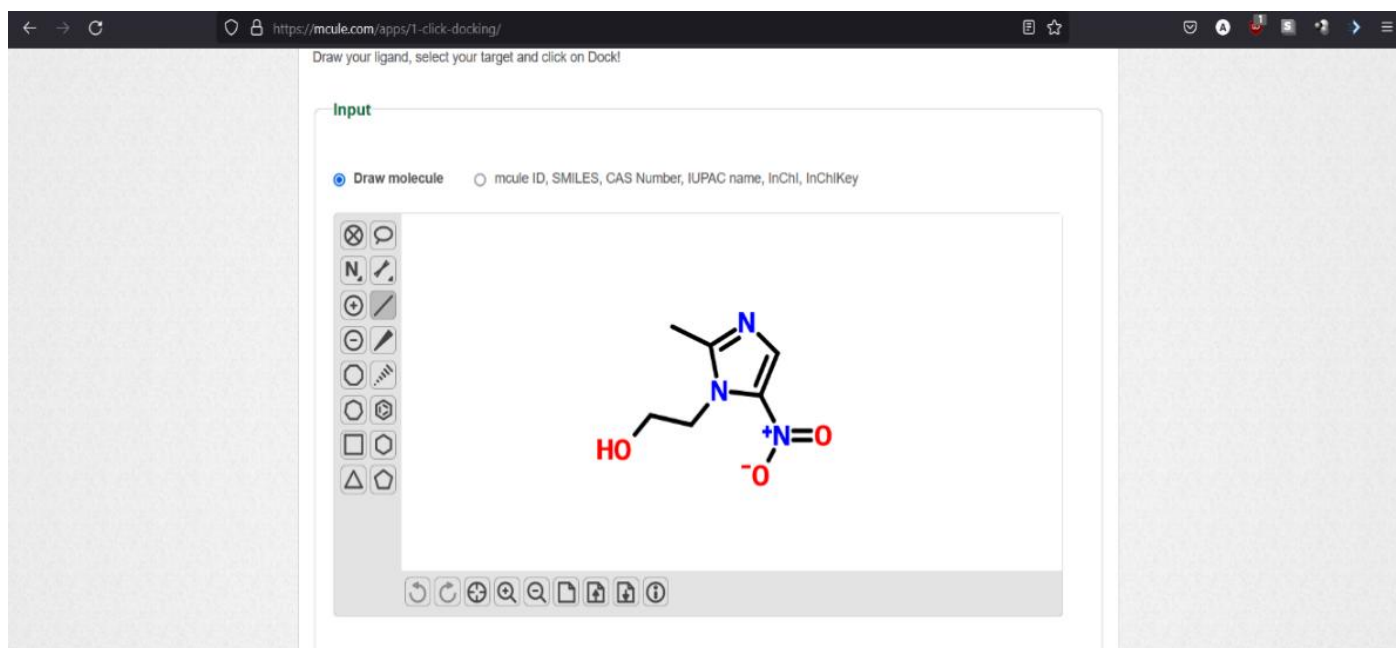 https://mcule.com/apps/1-click-docking/
A
1
S
Draw your ligand, select your target and click on Dock!
Input
Draw molecule
mcule ID, SMILES, CAS Number, IUPAC name, InChI, InChIKey
N
N
N
HO
+N=O
-O